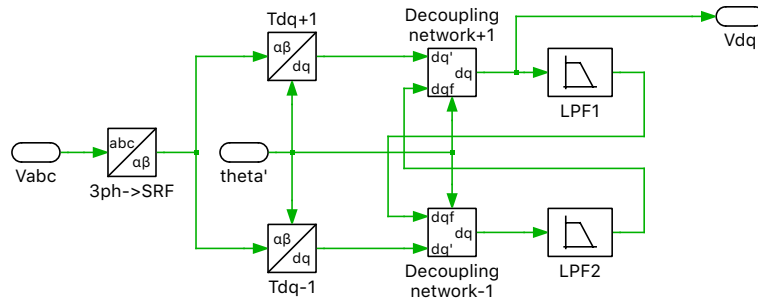 Tdq+1
αβ
dq
Decoupling
network+1
dq'
dq
dqf
LPF1
Vdq
Vabc
abc
αβ
3ph->SRF
theta'
αβ
dq
Tdq-1
dqf
dq
dq'
Decoupling
network-1
LPF2